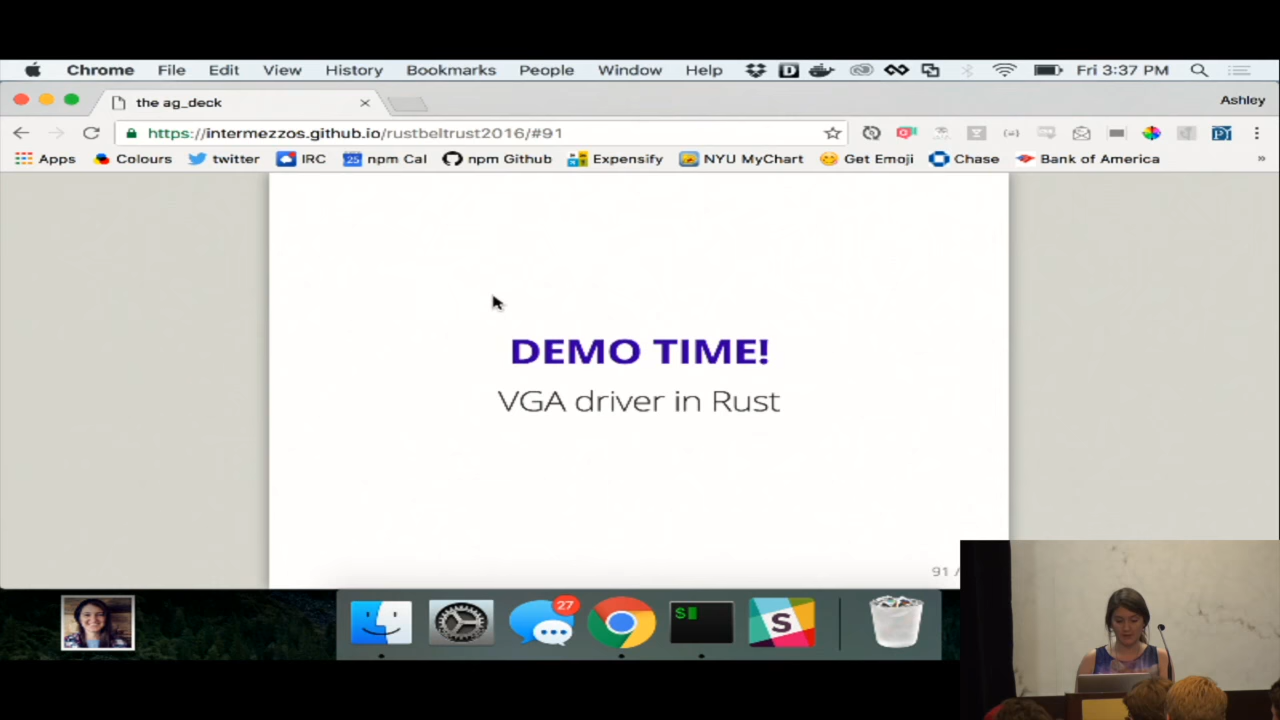 Chrome File Edit View History Bookmarks People Window Help Fri 3:37 PM
the ag_deck
Ashley
https://intermezzos.github.io/rustbeltrust2016/#91
Apps Colours twitter IRC npm Cal npm Github Expensify NYU MyChart Get Emoji Chase Bank of America »
DEMO TIME!
VGA driver in Rust
91 /
27
S
S